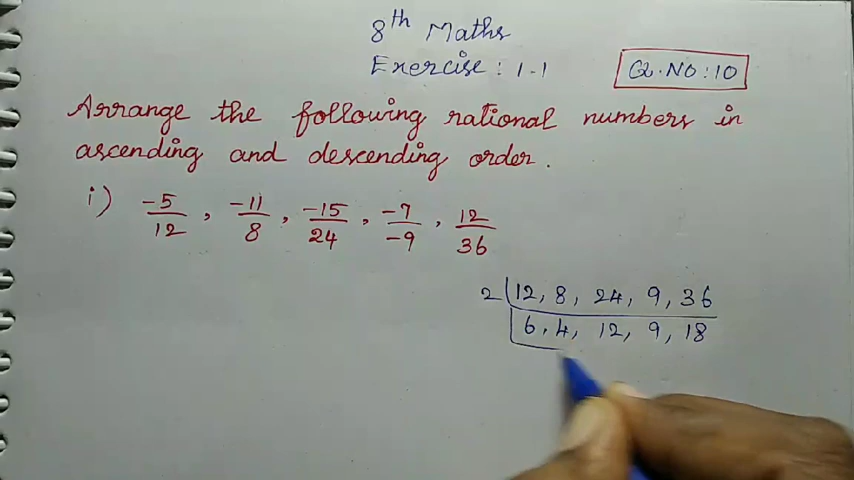 8th Maths
Exercise : 1.1
Q.NO:10
Arrange the following rational numbers in
ascending and descending order.
i) -5/12, -11/8, -15/24, -7/-9, 12/36
2 | 12, 8, 24, 9, 36
6, 4, 12, 9, 18